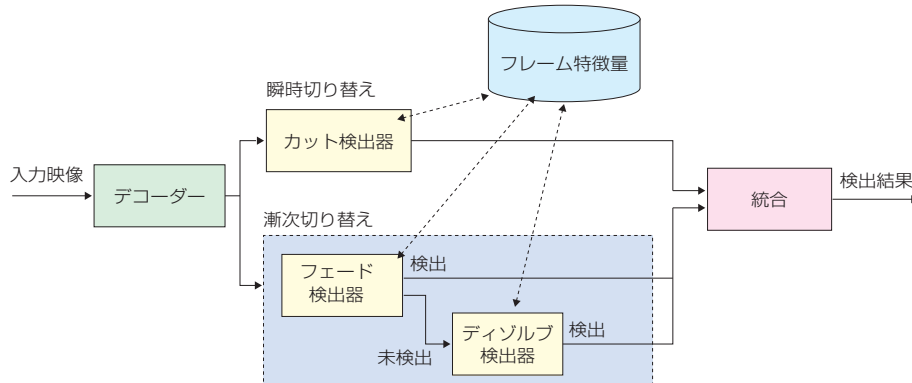 フレーム特徴量
瞬時切り替え
カット検出器
入力映像
デコーダー
統合
検出結果
漸次切り替え
フェード
検出器
検出
未検出
ディゾルブ
検出器
検出